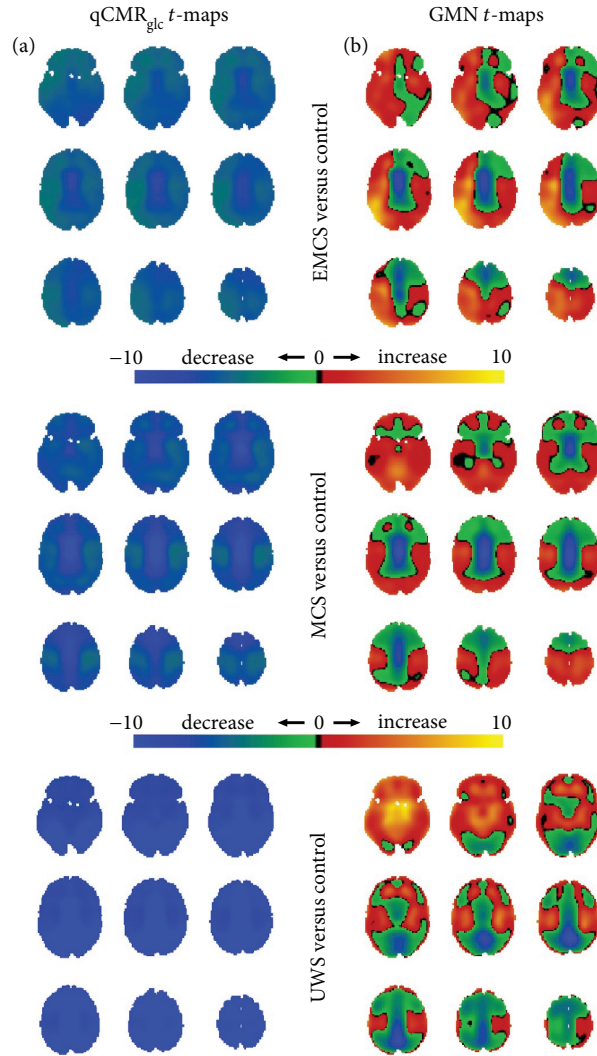 qCMRglc t-maps
GMN t-maps
(a)
(b)
EMCS versus control
−10 decrease ← 0 → increase 10
MCS versus control
−10 decrease ← 0 → increase 10
UWS versus control